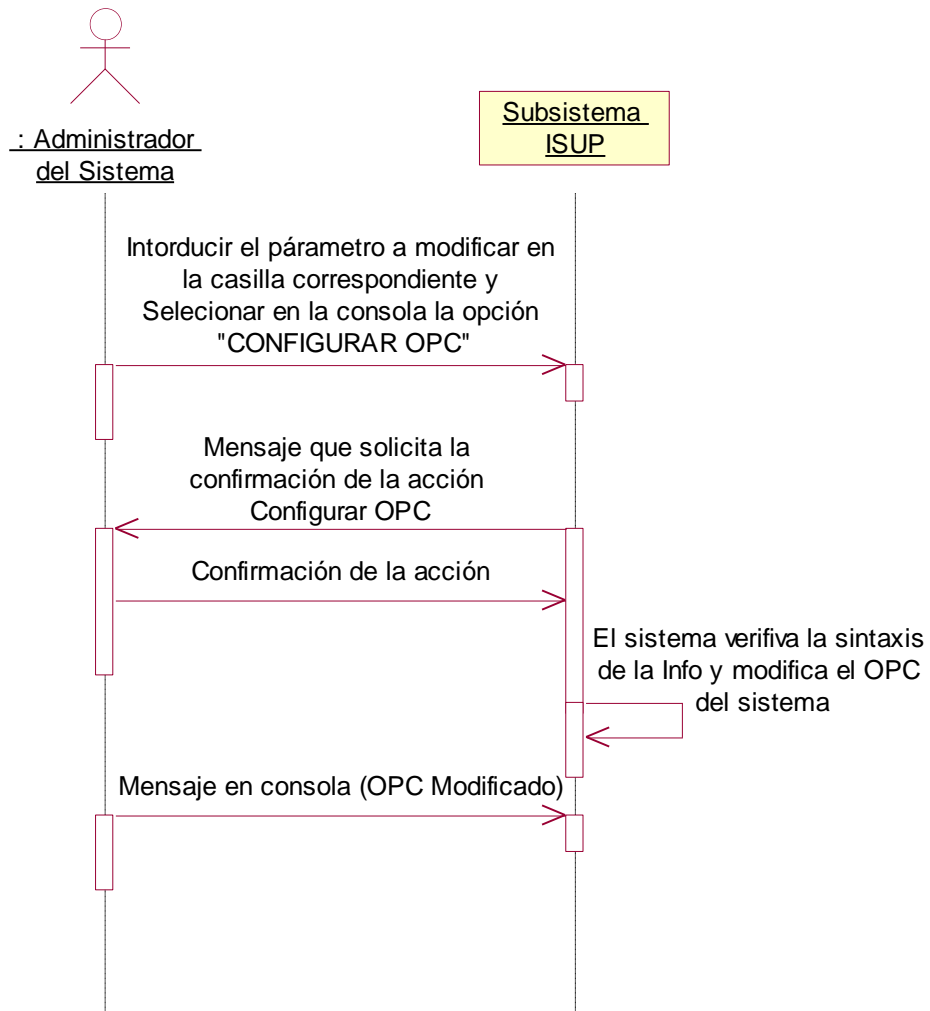 : Administrador
del Sistema
Subsistema
ISUP
Intorducir el párametro a modificar en
la casilla correspondiente y
Selecionar en la consola la opción
"CONFIGURAR OPC"
Mensaje que solicita la
confirmación de la acción
Configurar OPC
Confirmación de la acción
El sistema verifiva la sintaxis
de la Info y modifica el OPC
del sistema
Mensaje en consola (OPC Modificado)